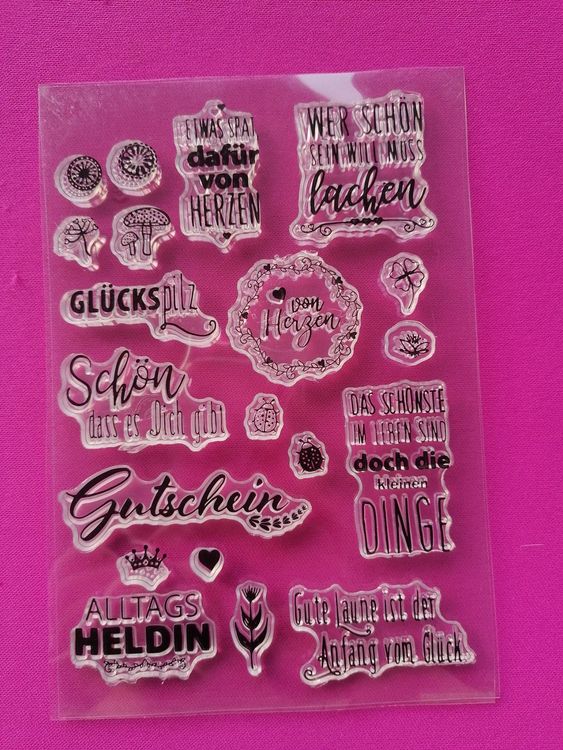 ETWAS SPÄT
dafür
von
HERZEN
WER SCHÖN
SEIN WILL MUSS
lachen
GLÜCKSpilz
von
Herzen
Schön
dass es Dich gibt
DAS SCHÖNSTE
IM LEBEN SIND
doch die
kleinen
DINGE
Gutschein
ALLTAGS
HELDIN
Gute Laune ist der
Anfang vom Glück